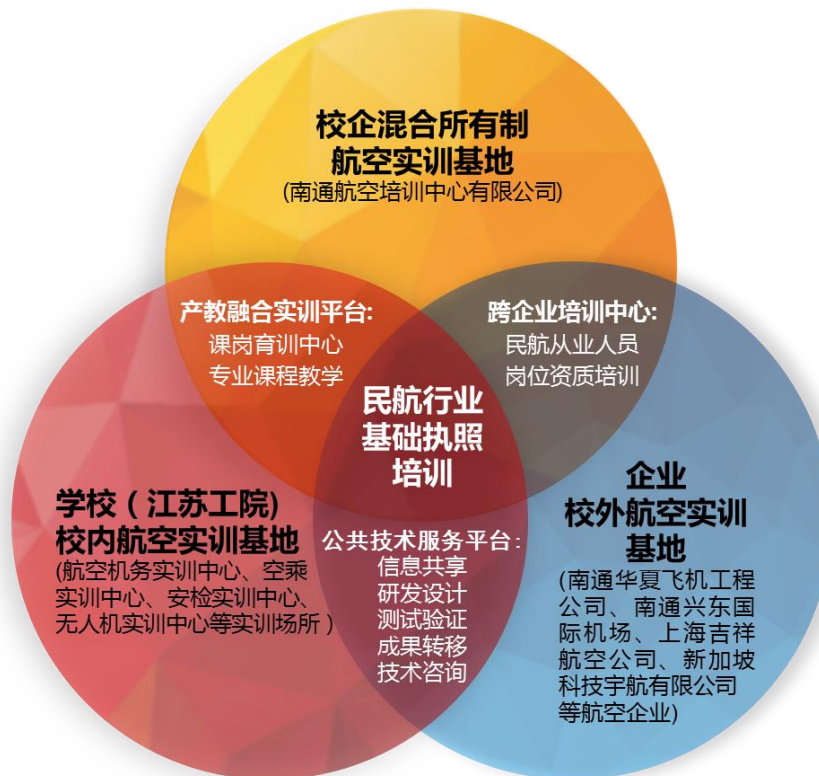 校企混合所有制
航空实训基地
(南通航空培训中心有限公司)
产教融合实训平台:
课岗育训中心
专业课程教学
跨企业培训中心:
民航从业人员
岗位资质培训
民航行业
基础执照
培训
学校（江苏工院)
校内航空实训基地
(航空机务实训中心、空乘
实训中心、安检实训中心、
无人机实训中心等实训场所）
公共技术服务平台:
信息共享
研发设计
测试验证
成果转移
技术咨询
企业
校外航空实训
基地
(南通华夏飞机工程
公司、南通兴东国
际机场、上海吉祥
航空公司、新加坡
科技宇航有限公司
等航空企业)